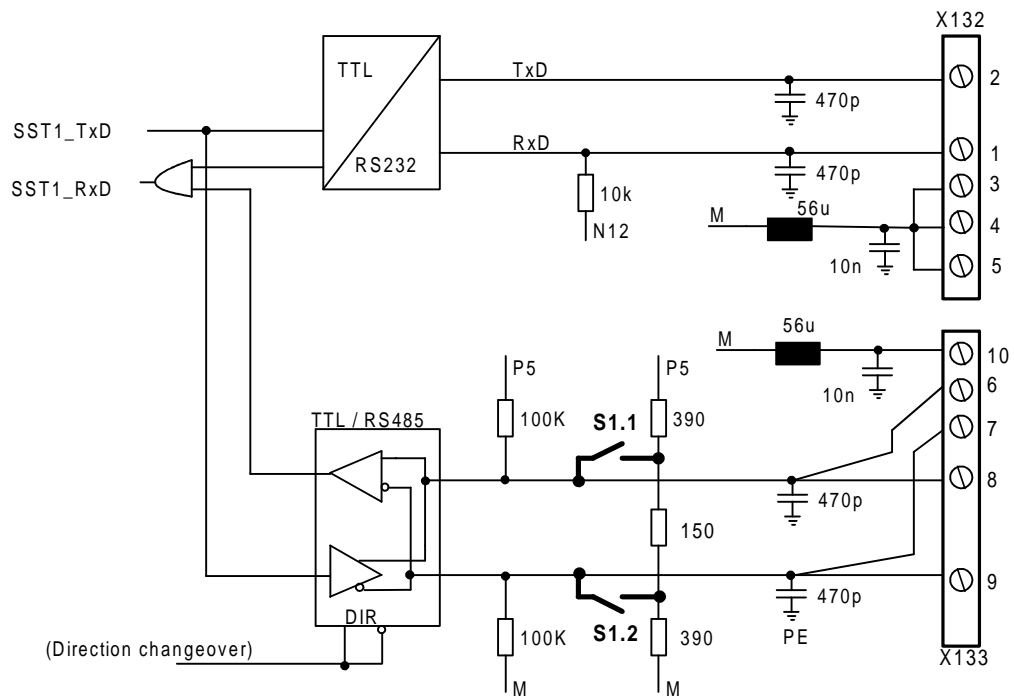 X132
TTL
TxD
2
470p
SST1_TxD
RxD
1
RS232
470p
SST1_RxD
3
10k
56u
M
4
N12
10n
5
56u
M
10
P5
P5
6
10n
TTL / RS485
100K
S1.1
390
7
8
470p
150
9
470p
DIR
100K
S1.2
390
PE
(Direction changeover)
X133
M
M